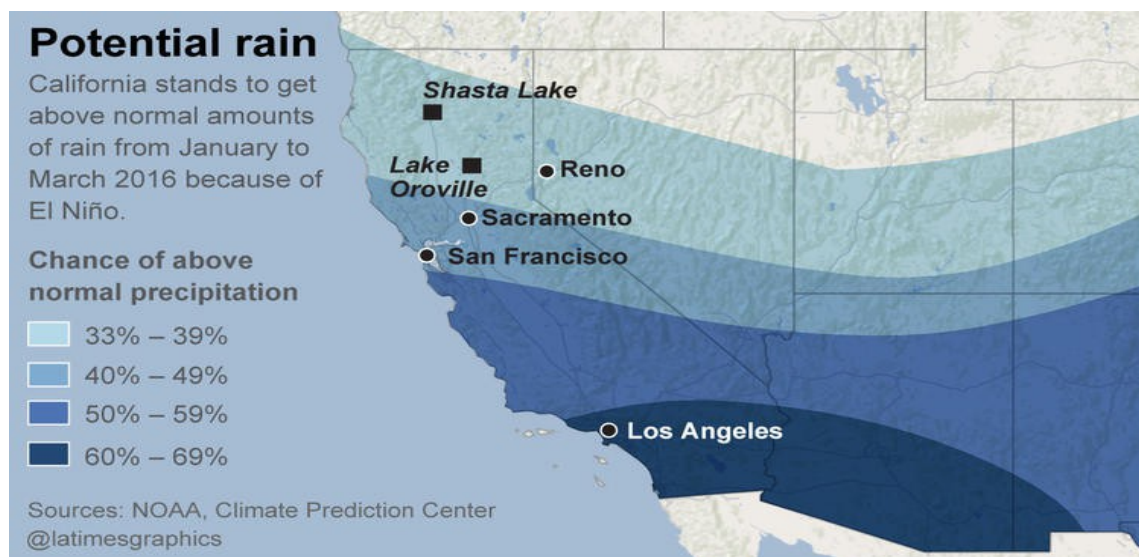 Potential rain
California stands to get
above normal amounts
of rain from January to
March 2016 because of
El Niño.
Chance of above
normal precipitation
33% – 39%
40% – 49%
50% – 59%
60% – 69%
Sources: NOAA, Climate Prediction Center
@latimesgraphics
Shasta Lake
Lake
Oroville
Reno
Sacramento
San Francisco
Los Angeles